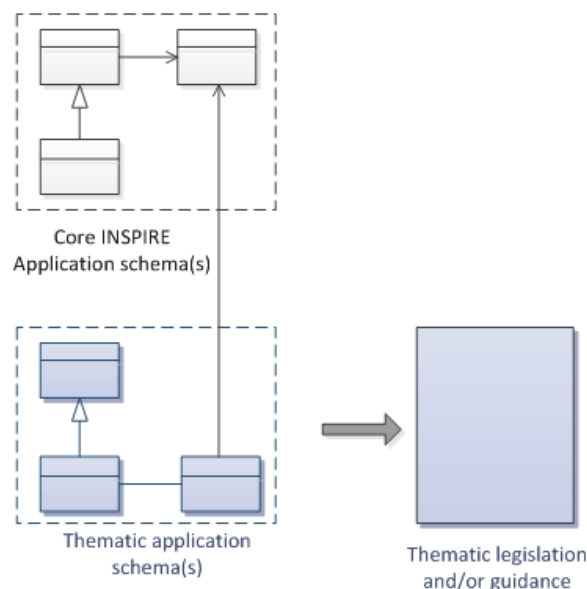 Core INSPIRE
Application schema(s)
Thematic application
schema(s)
Thematic legislation
and/or guidance